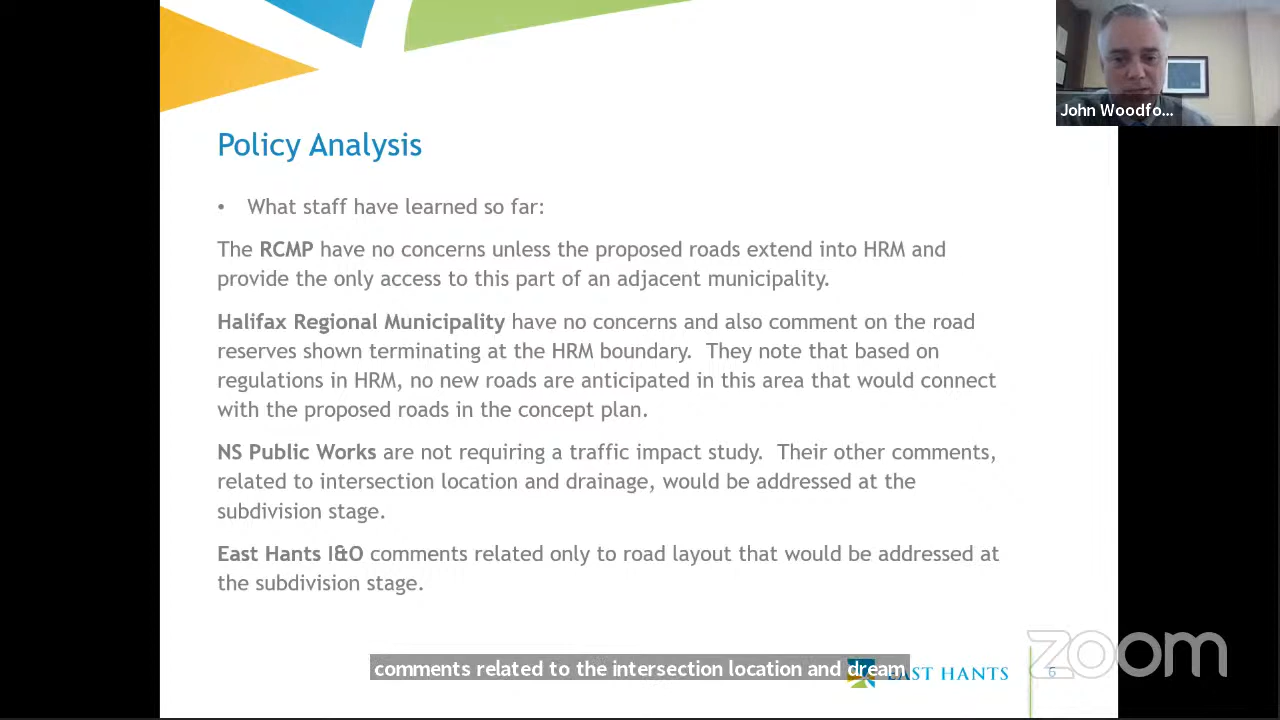 John Woodfo...
Policy Analysis
• What staff have learned so far:
The RCMP have no concerns unless the proposed roads extend into HRM and
provide the only access to this part of an adjacent municipality.
Halifax Regional Municipality have no concerns and also comment on the road
reserves shown terminating at the HRM boundary.  They note that based on
regulations in HRM, no new roads are anticipated in this area that would connect
with the proposed roads in the concept plan.
NS Public Works are not requiring a traffic impact study.  Their other comments,
related to intersection location and drainage, would be addressed at the
subdivision stage.
East Hants I&O comments related only to road layout that would be addressed at
the subdivision stage.
comments related to the intersection location and dream
EAST HANTS
6
zoom